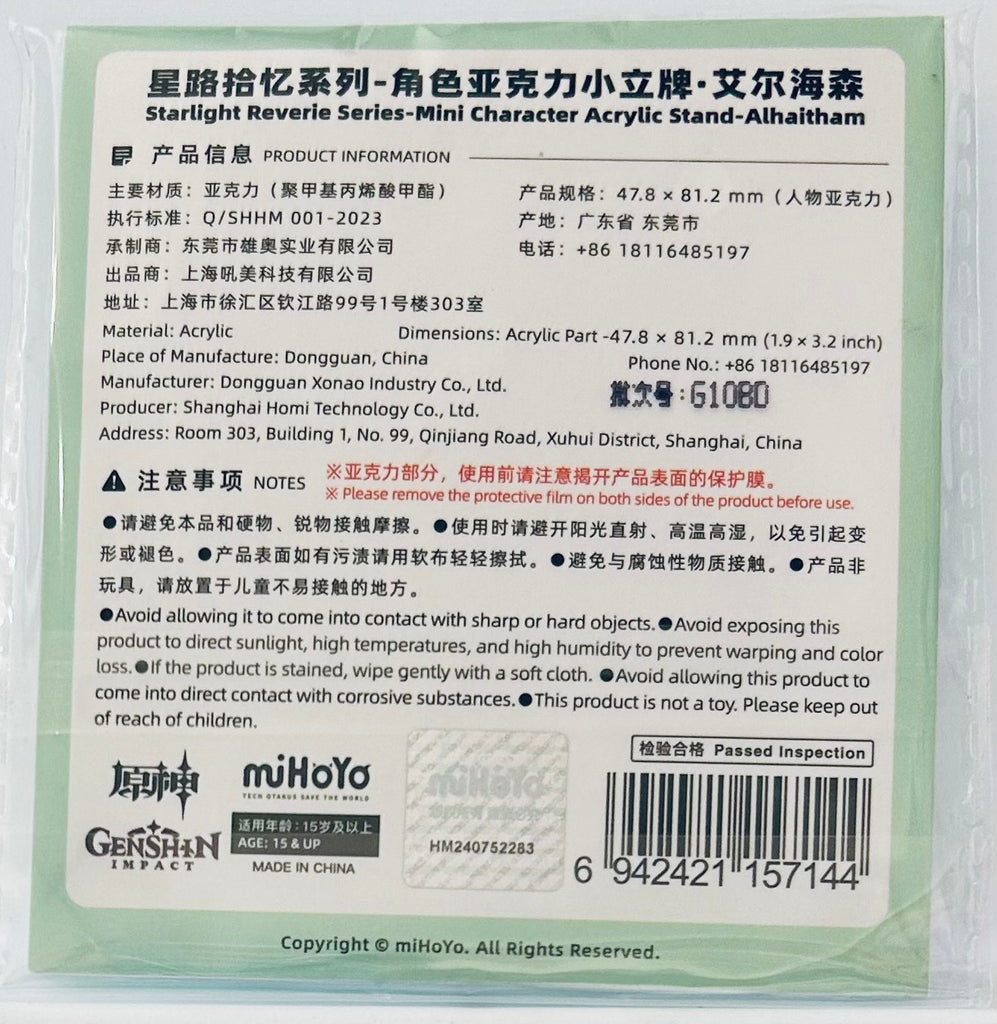 星路拾忆系列-角色亚克力小立牌·艾尔海森
Starlight Reverie Series-Mini Character Acrylic Stand-Alhaitham
产品信息 PRODUCT INFORMATION
主要材质：亚克力（聚甲基丙烯酸甲酯） 产品规格：47.8 × 81.2 mm（人物亚克力）
执行标准：Q/SHHM 001-2023 产地：广东省 东莞市
承制商：东莞市雄奥实业有限公司 电话：+86 18116485197
出品商：上海吼美科技有限公司
地址：上海市徐汇区钦江路99号1号楼303室
Material: Acrylic Dimensions: Acrylic Part -47.8 × 81.2 mm (1.9 × 3.2 inch)
Place of Manufacture: Dongguan, China Phone No.: +86 18116485197
Manufacturer: Dongguan Xonao Industry Co., Ltd. 批次号:G1080
Producer: Shanghai Homi Technology Co., Ltd.
Address: Room 303, Building 1, No. 99, Qinjiang Road, Xuhui District, Shanghai, China
注意事项 NOTES ※亚克力部分，使用前请注意揭开产品表面的保护膜。
※ Please remove the protective film on both sides of the product before use.
●请避免本品和硬物、锐物接触摩擦。●使用时请避开阳光直射、高温高湿，以免引起变
形或褪色。●产品表面如有污渍请用软布轻轻擦拭。●避免与腐蚀性物质接触。●产品非
玩具，请放置于儿童不易接触的地方。
●Avoid allowing it to come into contact with sharp or hard objects.●Avoid exposing this
product to direct sunlight, high temperatures, and high humidity to prevent warping and color
loss.●If the product is stained, wipe gently with a soft cloth. ●Avoid allowing this product to
come into direct contact with corrosive substances.●This product is not a toy. Please keep out
of reach of children.
原神
GENSHIN
IMPACT
miHoYo
TECH OTAKUS SAVE THE WORLD
适用年龄：15岁及以上
AGE: 15 & UP
MADE IN CHINA
HM240752283
检验合格 Passed Inspection
6 942421 157144
Copyright © miHoYo. All Rights Reserved.